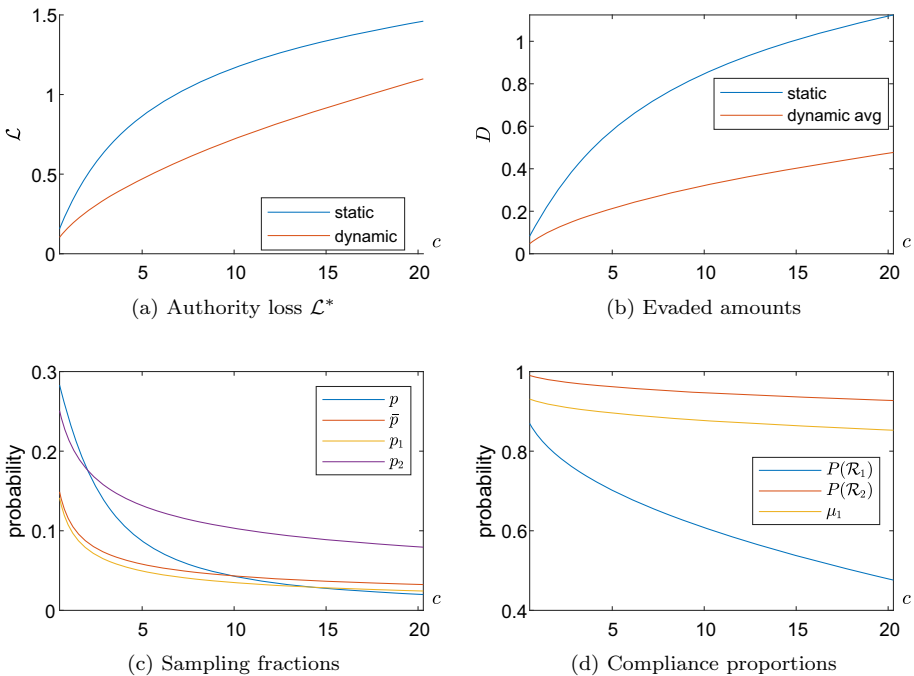 1.5
1
0.5
0
ℒ
static
dynamic
c
5 10 15 20
(a) Authority loss ℒ*
1
0.8
0.6
0.4
0.2
0
D
static
dynamic avg
c
5 10 15 20
(b) Evaded amounts
0.3
0.2
0.1
0
probability
p
p̄
p₁
p₂
c
5 10 15 20
(c) Sampling fractions
1
0.8
0.6
0.4
probability
P(ℛ₁)
P(ℛ₂)
μ₁
c
5 10 15 20
(d) Compliance proportions